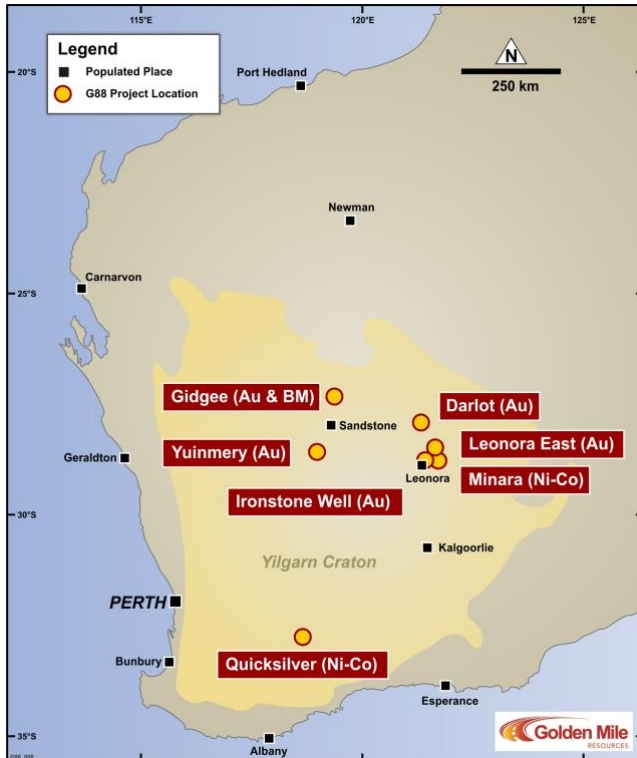 115°E
120°E
125°E
Legend
Populated Place
G88 Project Location
N
250 km
20°S
Port Hedland
Newman
Carnarvon
25°S
Gidgee (Au & BM)
Darlot (Au)
Sandstone
Yuinmery (Au)
Leonora East (Au)
Geraldton
Leonora
Minara (Ni-Co)
Ironstone Well (Au)
30°S
Kalgoorlie
Yilgarn Craton
PERTH
Bunbury
Quicksilver (Ni-Co)
Esperance
35°S
Albany
Golden Mile
RESOURCES